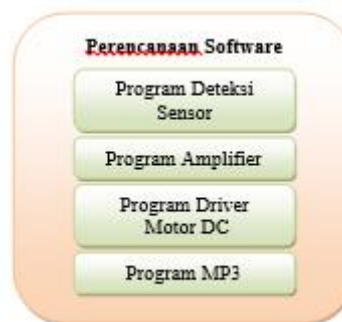 Perencanaan Software
Program Deteksi
Sensor
Program Amplifier
Program Driver
Motor DC
Program MP3